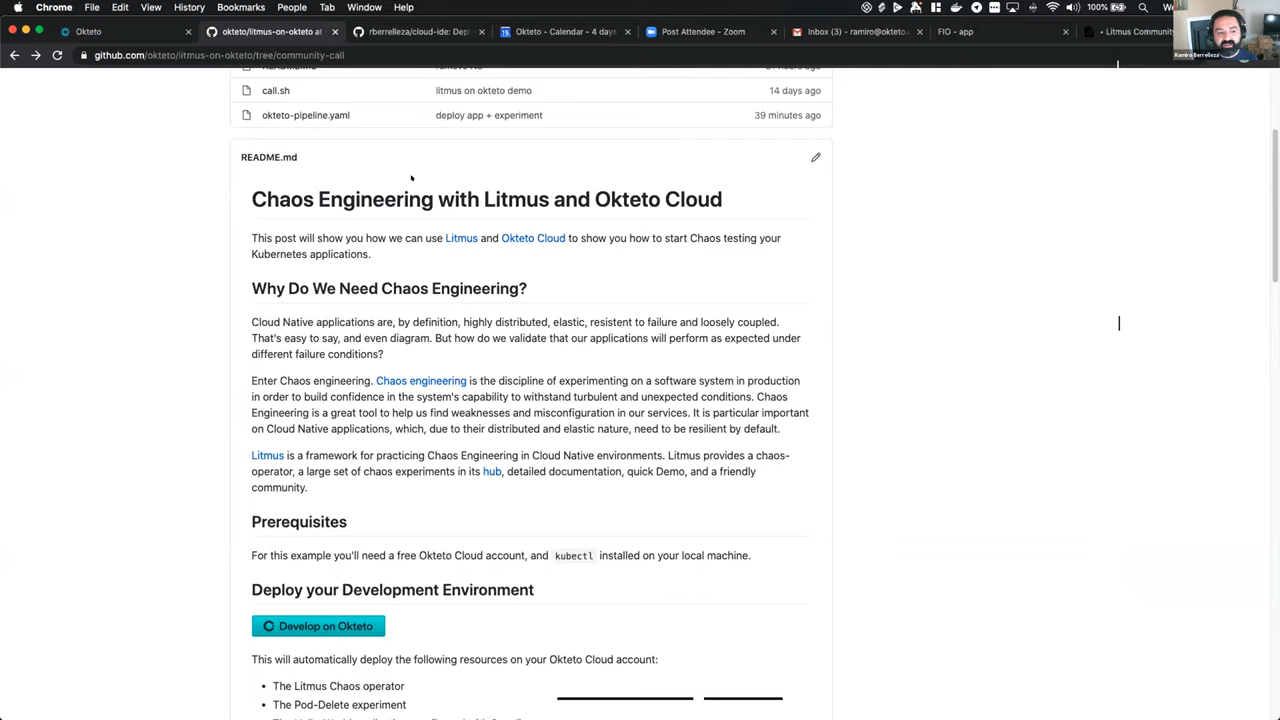 Chrome File Edit View History Bookmarks People Tab Window Help
Okteto
okteto/litmus-on-okteto at
rberrelleza/cloud-ide: Dep
Okteto - Calendar - 4 days
Post Attendee - Zoom
Inbox (3) - ramiro@okteto.
FIO - app
• Litmus Community
Ramiro Berrelleza
github.com/okteto/litmus-on-okteto/tree/community-call
call.sh litmus on okteto demo 14 days ago
okteto-pipeline.yaml deploy app + experiment 39 minutes ago
README.md
Chaos Engineering with Litmus and Okteto Cloud
This post will show you how we can use Litmus and Okteto Cloud to show you how to start Chaos testing your
Kubernetes applications.
Why Do We Need Chaos Engineering?
Cloud Native applications are, by definition, highly distributed, elastic, resistent to failure and loosely coupled.
That's easy to say, and even diagram. But how do we validate that our applications will perform as expected under
different failure conditions?
Enter Chaos engineering. Chaos engineering is the discipline of experimenting on a software system in production
in order to build confidence in the system's capability to withstand turbulent and unexpected conditions. Chaos
Engineering is a great tool to help us find weaknesses and misconfiguration in our services. It is particular important
on Cloud Native applications, which, due to their distributed and elastic nature, need to be resilient by default.
Litmus is a framework for practicing Chaos Engineering in Cloud Native environments. Litmus provides a chaos-
operator, a large set of chaos experiments in its hub, detailed documentation, quick Demo, and a friendly
community.
Prerequisites
For this example you'll need a free Okteto Cloud account, and kubectl installed on your local machine.
Deploy your Development Environment
Develop on Okteto
This will automatically deploy the following resources on your Okteto Cloud account:
• The Litmus Chaos operator
• The Pod-Delete experiment